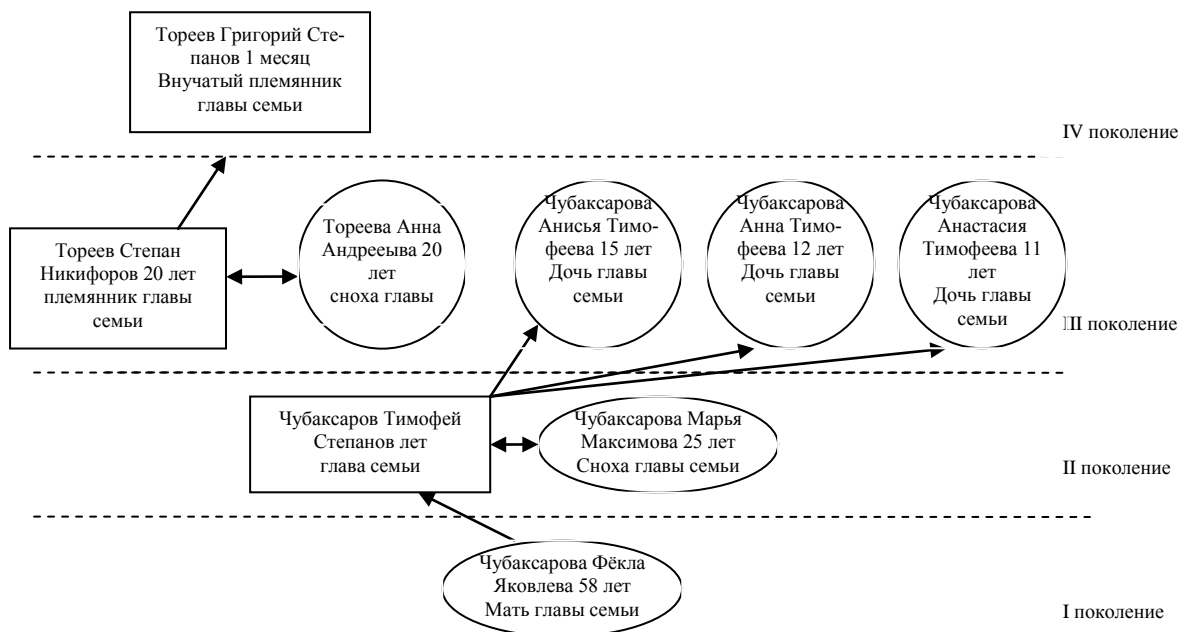 Тореев Григорий Сте-
панов 1 месяц
Внучатый племянник
главы семьи
IV поколение
Тореев Степан
Никифоров 20 лет
племянник главы
семьи
Тореева Анна
Андрееыва 20
лет
сноха главы
Чубаксарова
Анисья Тимо-
феева 15 лет
Дочь главы
семьи
Чубаксарова
Анна Тимо-
феева 12 лет
Дочь главы
семьи
Чубаксарова
Анастасия
Тимофеева 11
лет
Дочь главы
семьи
III поколение
Чубаксаров Тимофей
Степанов лет
глава семьи
Чубаксарова Марья
Максимова 25 лет
Сноха главы семьи
II поколение
Чубаксарова Фёкла
Яковлева 58 лет
Мать главы семьи
I поколение